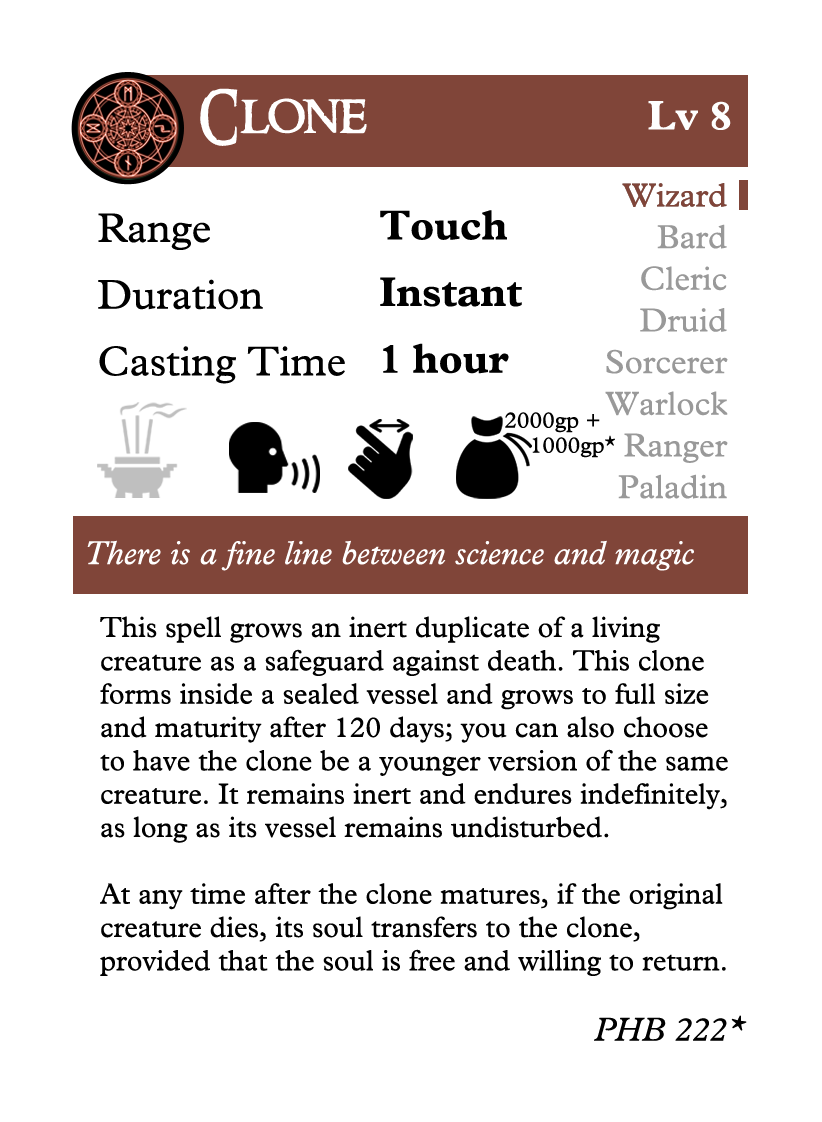 CLONE
Lv 8
Range Touch
Duration Instant
Casting Time 1 hour
Wizard
Bard
Cleric
Druid
Sorcerer
Warlock
Ranger
Paladin
2000gp +
1000gp*
There is a fine line between science and magic
This spell grows an inert duplicate of a living
creature as a safeguard against death. This clone
forms inside a sealed vessel and grows to full size
and maturity after 120 days; you can also choose
to have the clone be a younger version of the same
creature. It remains inert and endures indefinitely,
as long as its vessel remains undisturbed.
At any time after the clone matures, if the original
creature dies, its soul transfers to the clone,
provided that the soul is free and willing to return.
PHB 222*